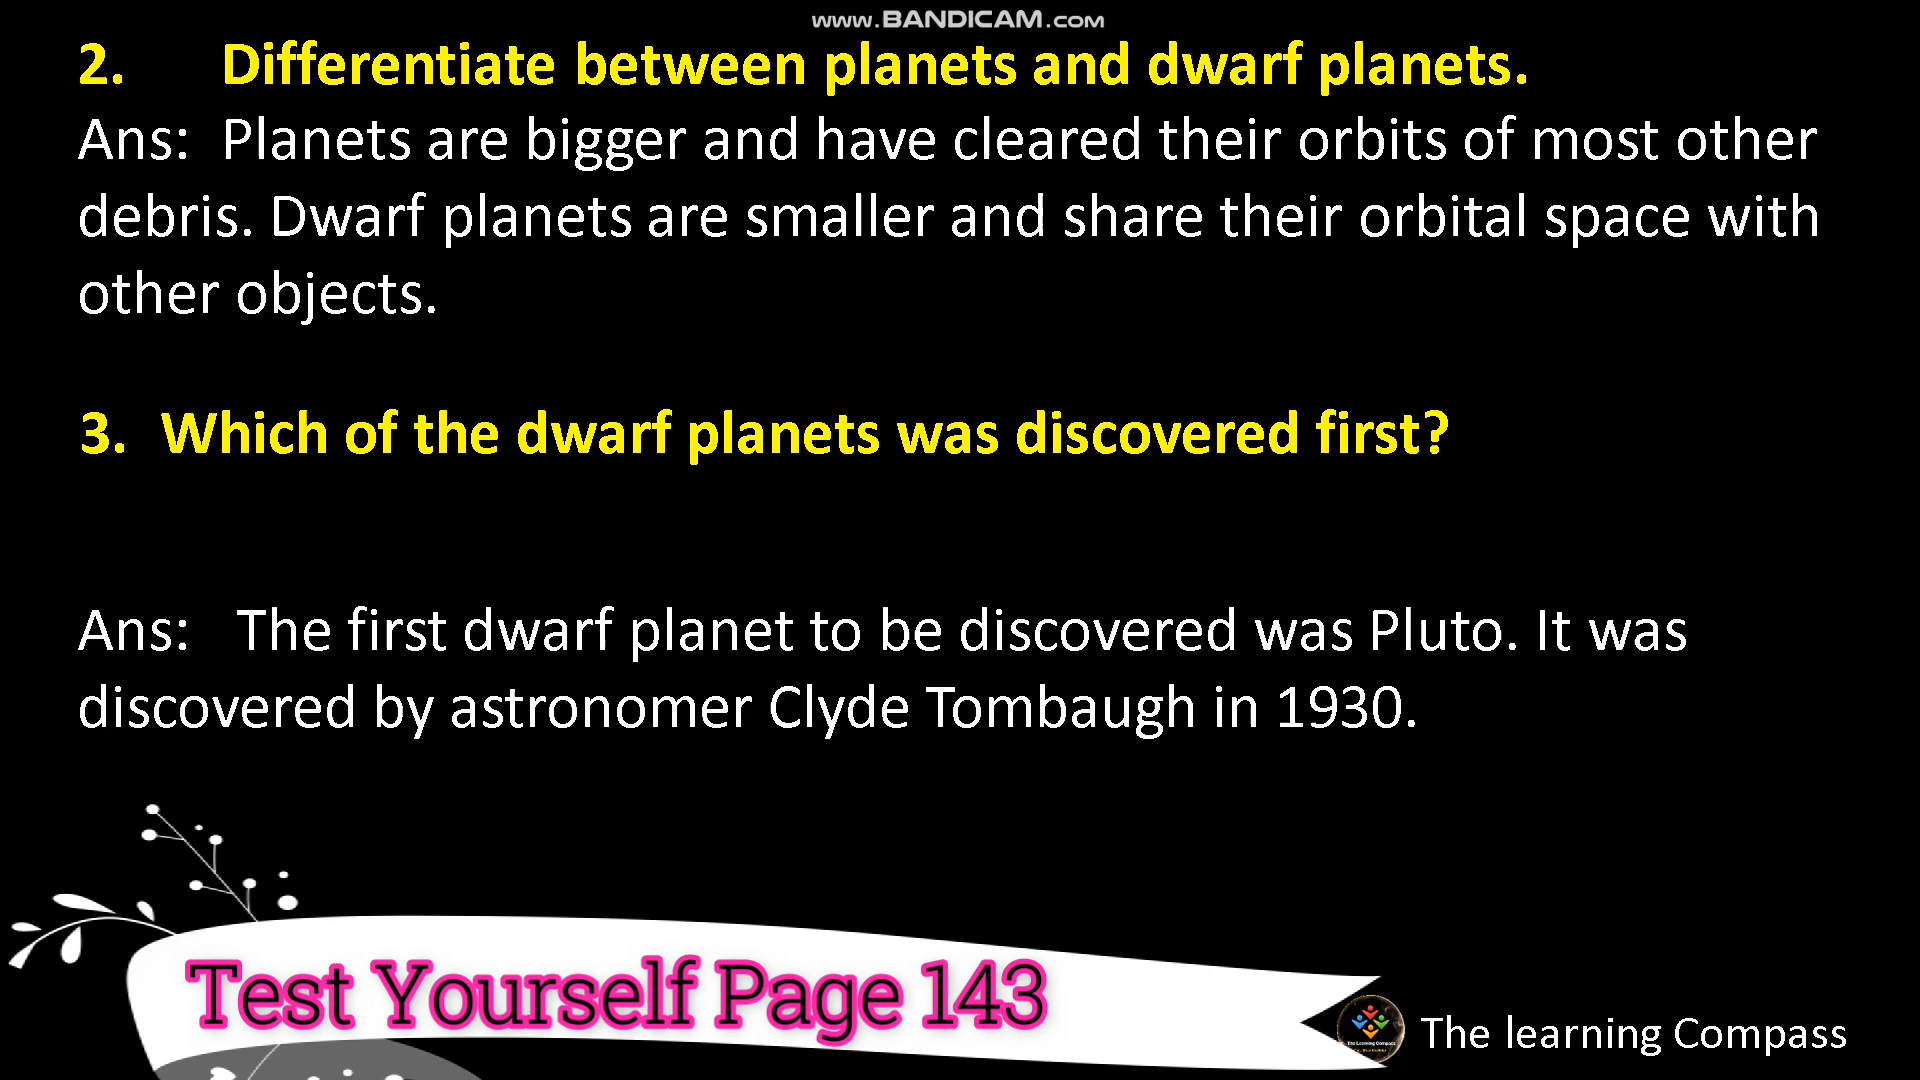 www.BANDICAM.com
2. Differentiate between planets and dwarf planets.
Ans: Planets are bigger and have cleared their orbits of most other
debris. Dwarf planets are smaller and share their orbital space with
other objects.
3. Which of the dwarf planets was discovered first?
Ans: The first dwarf planet to be discovered was Pluto. It was
discovered by astronomer Clyde Tombaugh in 1930.
Test Yourself Page 143
The Learning Compass
The learning Compass